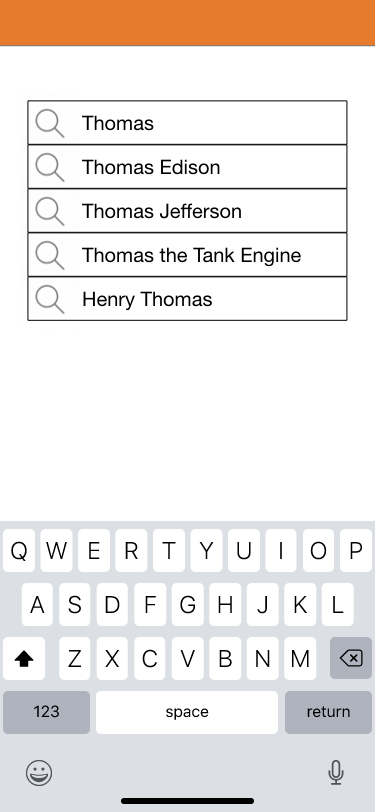 Thomas
Thomas Edison
Thomas Jefferson
Thomas the Tank Engine
Henry Thomas
Q W E R T Y U I O P
A S D F G H J K L
Z X C V B N M
123 space return